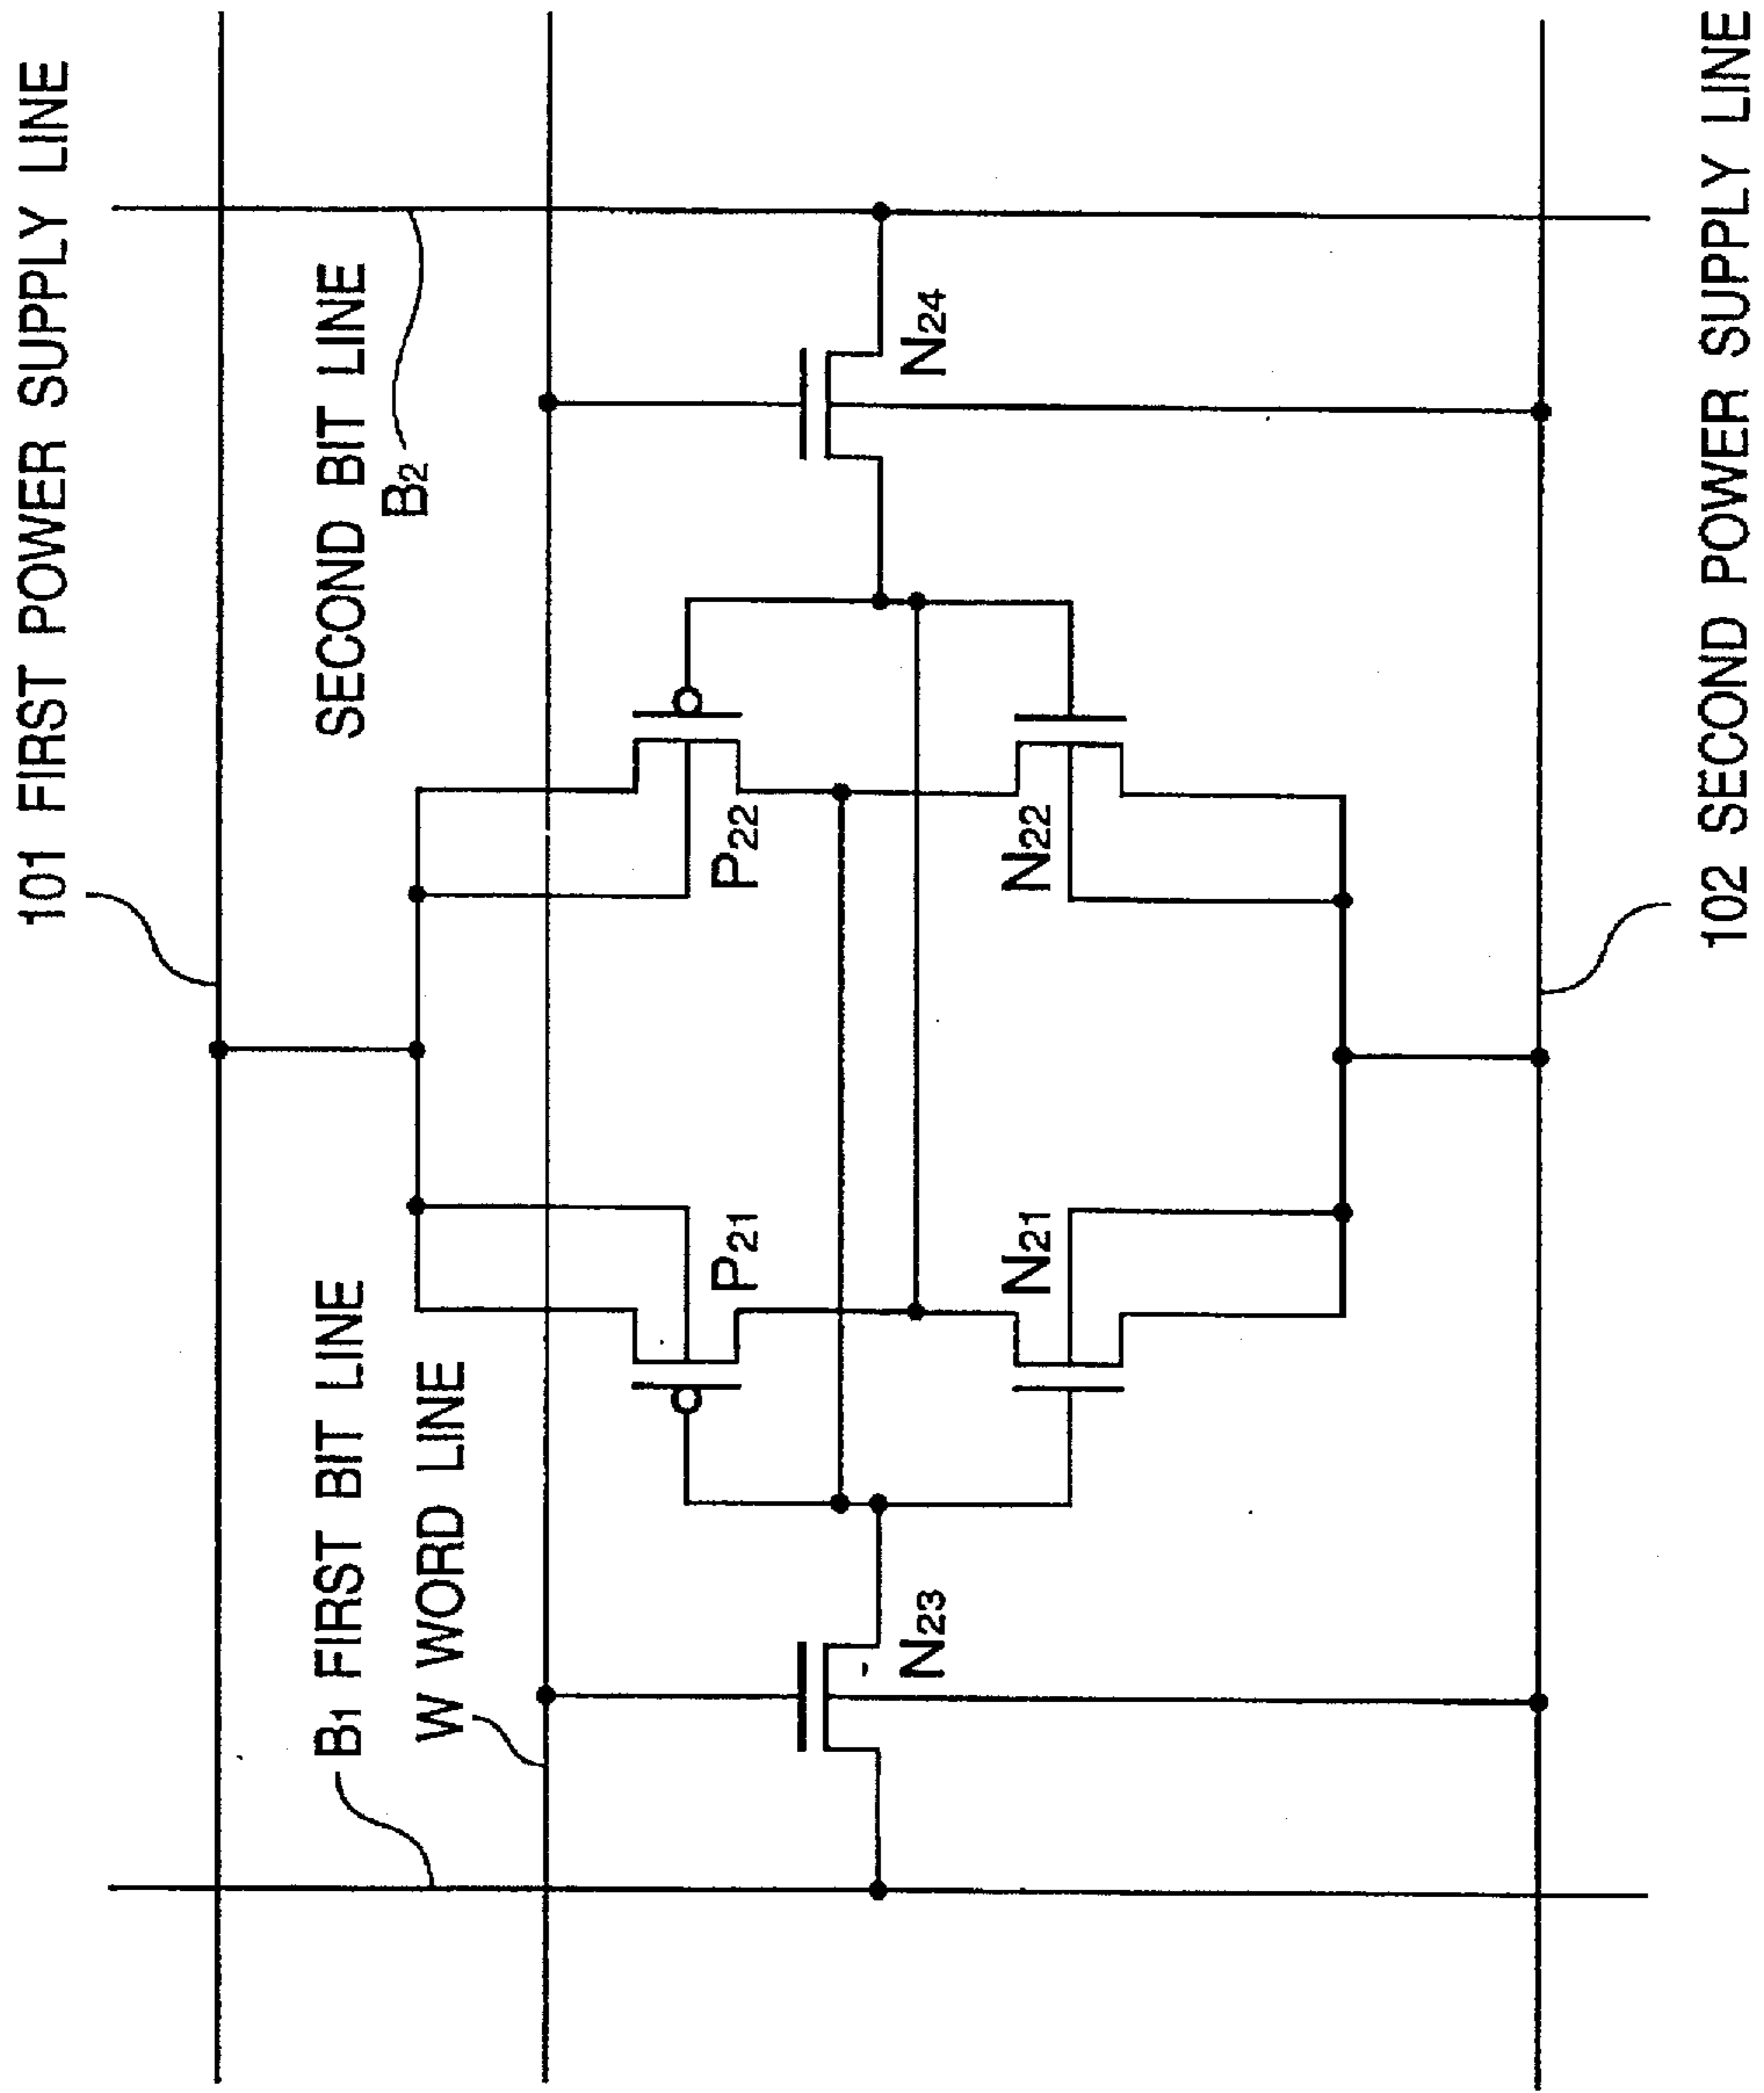 101 FIRST POWER SUPPLY LINE
B1 FIRST BIT LINE
SECOND BIT LINE
B2
W WORD LINE
P21
P22
N23
N24
N21
N22
102 SECOND POWER SUPPLY LINE